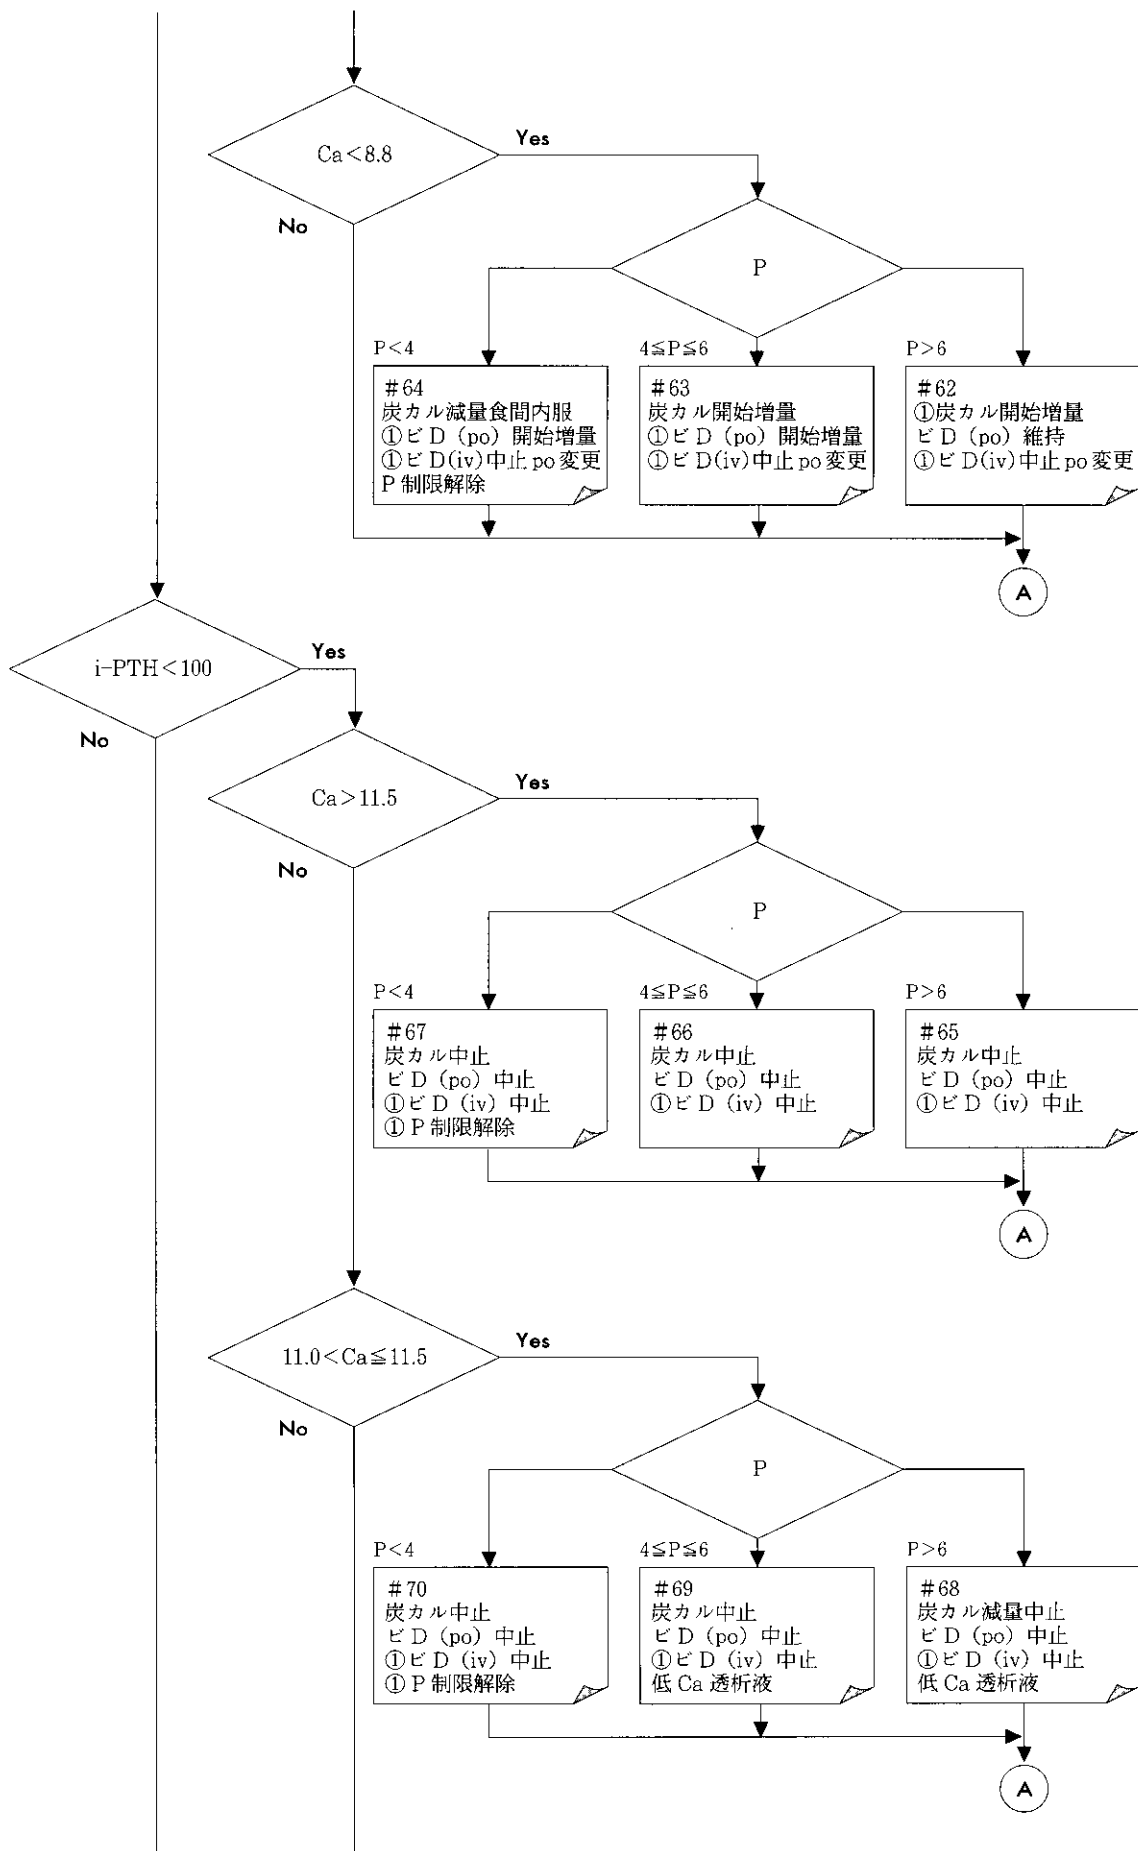 Ca<8.8
Yes
No
P
P<4
4≦P≦6
P>6
#64
炭カル減量食間内服
①ビD（po）開始増量
①ビD(iv)中止po変更
P制限解除
#63
炭カル開始増量
①ビD（po）開始増量
①ビD(iv)中止po変更
#62
①炭カル開始増量
ビD（po）維持
①ビD(iv)中止po変更
A
i-PTH<100
Yes
No
Ca>11.5
Yes
No
P
P<4
4≦P≦6
P>6
#67
炭カル中止
ビD（po）中止
①ビD（iv）中止
①P制限解除
#66
炭カル中止
ビD（po）中止
①ビD（iv）中止
#65
炭カル中止
ビD（po）中止
①ビD（iv）中止
A
11.0<Ca≦11.5
Yes
No
P
P<4
4≦P≦6
P>6
#70
炭カル中止
ビD（po）中止
①ビD（iv）中止
①P制限解除
#69
炭カル中止
ビD（po）中止
①ビD（iv）中止
低Ca透析液
#68
炭カル減量中止
ビD（po）中止
①ビD（iv）中止
低Ca透析液
A